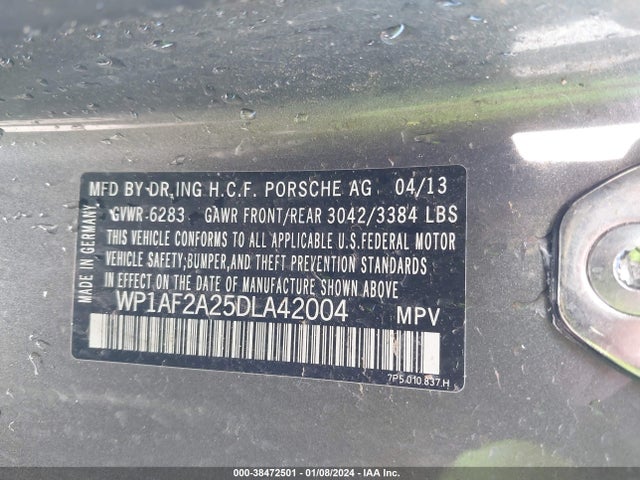 MFD BY-DR,ING H.C.F. PORSCHE AG 04/13
GVWR-6283 GAWR FRONT/REAR 3042/3384 LBS
THIS VEHICLE CONFORMS TO ALL APPLICABLE U.S.FEDERAL MOTOR
VEHICLE SAFETY;BUMPER,AND THEFT PREVENTION STANDARDS
IN EFFECT ON THE DATE OF MANUFACTURE SHOWN ABOVE.
WP1AF2A25DLA42004 MPV
7P5.010.837.H
MADE IN GERMANY
000-38472501 - 01/08/2024 - IAA Inc.